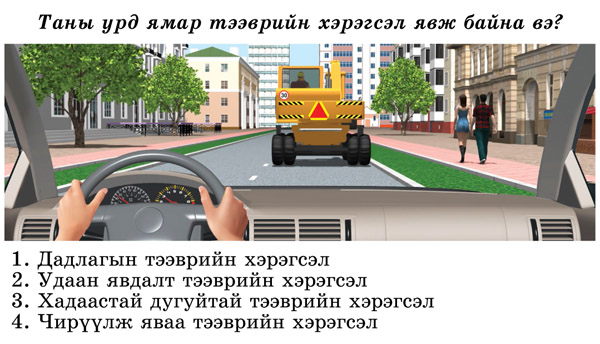 Таны урд ямар тээврийн хэрэгсэл явж байна вэ?
30
1. Дадлагын тээврийн хэрэгсэл
2. Удаан явдалт тээврийн хэрэгсэл
3. Хадаастай дугуйтай тээврийн хэрэгсэл
4. Чирүүлж яваа тээврийн хэрэгсэл